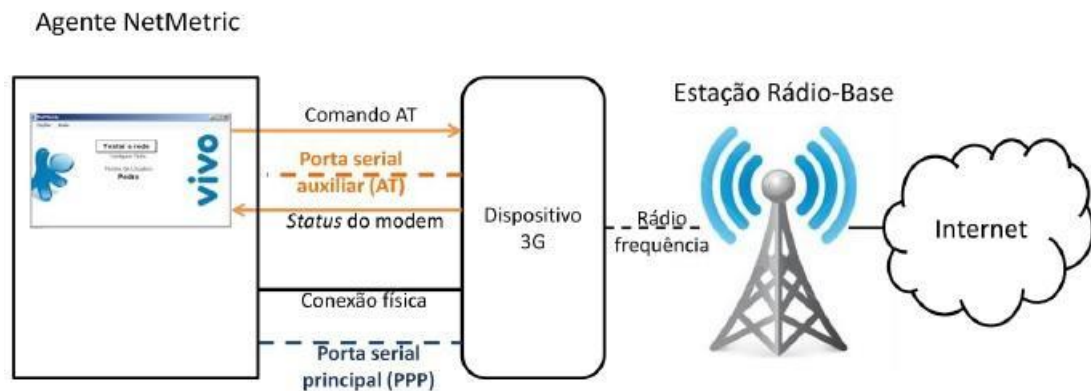 Agente NetMetric
Testar a rede
Pedro
vivo
Comando AT
Porta serial
auxiliar (AT)
Status do modem
Conexão física
Porta serial
principal (PPP)
Dispositivo
3G
Rádio
frequência
Estação Rádio-Base
Internet